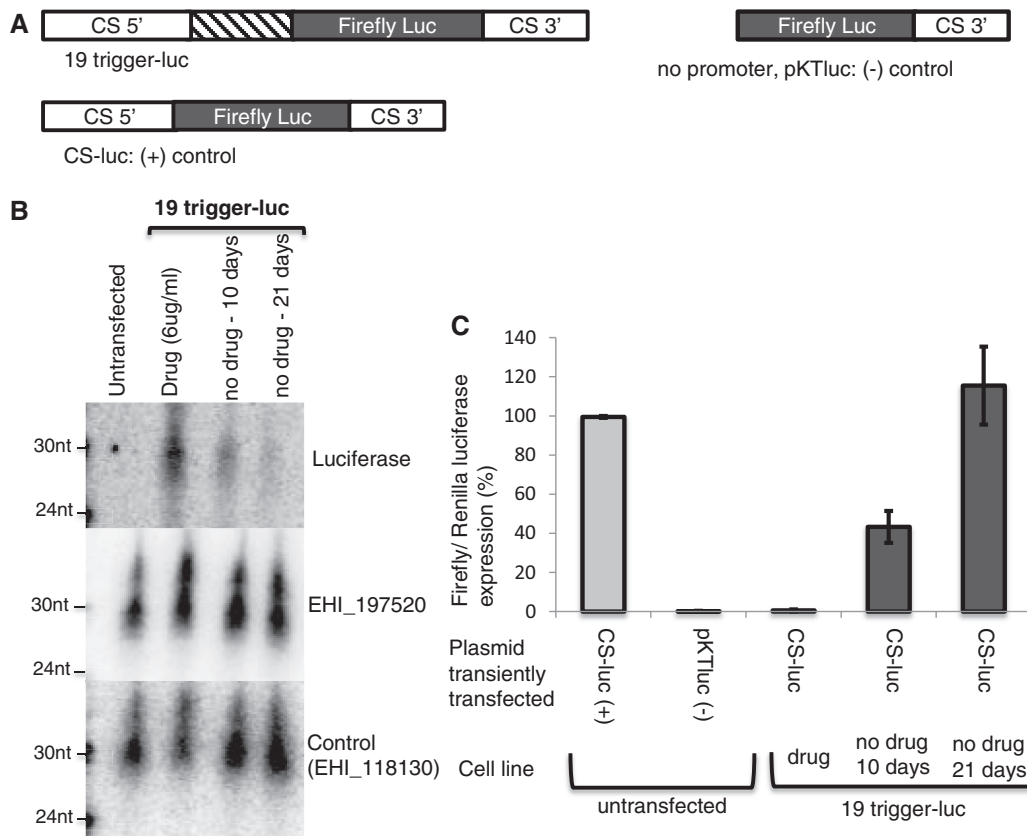 A
CS 5' Firefly Luc CS 3'
19 trigger-luc
Firefly Luc CS 3'
no promoter, pKTluc: (-) control
CS 5' Firefly Luc CS 3'
CS-luc: (+) control
B
19 trigger-luc
Untransfected
Drug (6ug/ml)
no drug - 10 days
no drug - 21 days
30nt
24nt
Luciferase
30nt
24nt
EHI_197520
30nt
24nt
Control
(EHI_118130)
C
Firefly/ Renilla luciferase
expression (%)
140
120
100
80
60
40
20
0
Plasmid
transiently
transfected
CS-luc (+)
pKTluc (-)
CS-luc
CS-luc
CS-luc
Cell line
untransfected
drug
no drug
10 days
no drug
21 days
19 trigger-luc